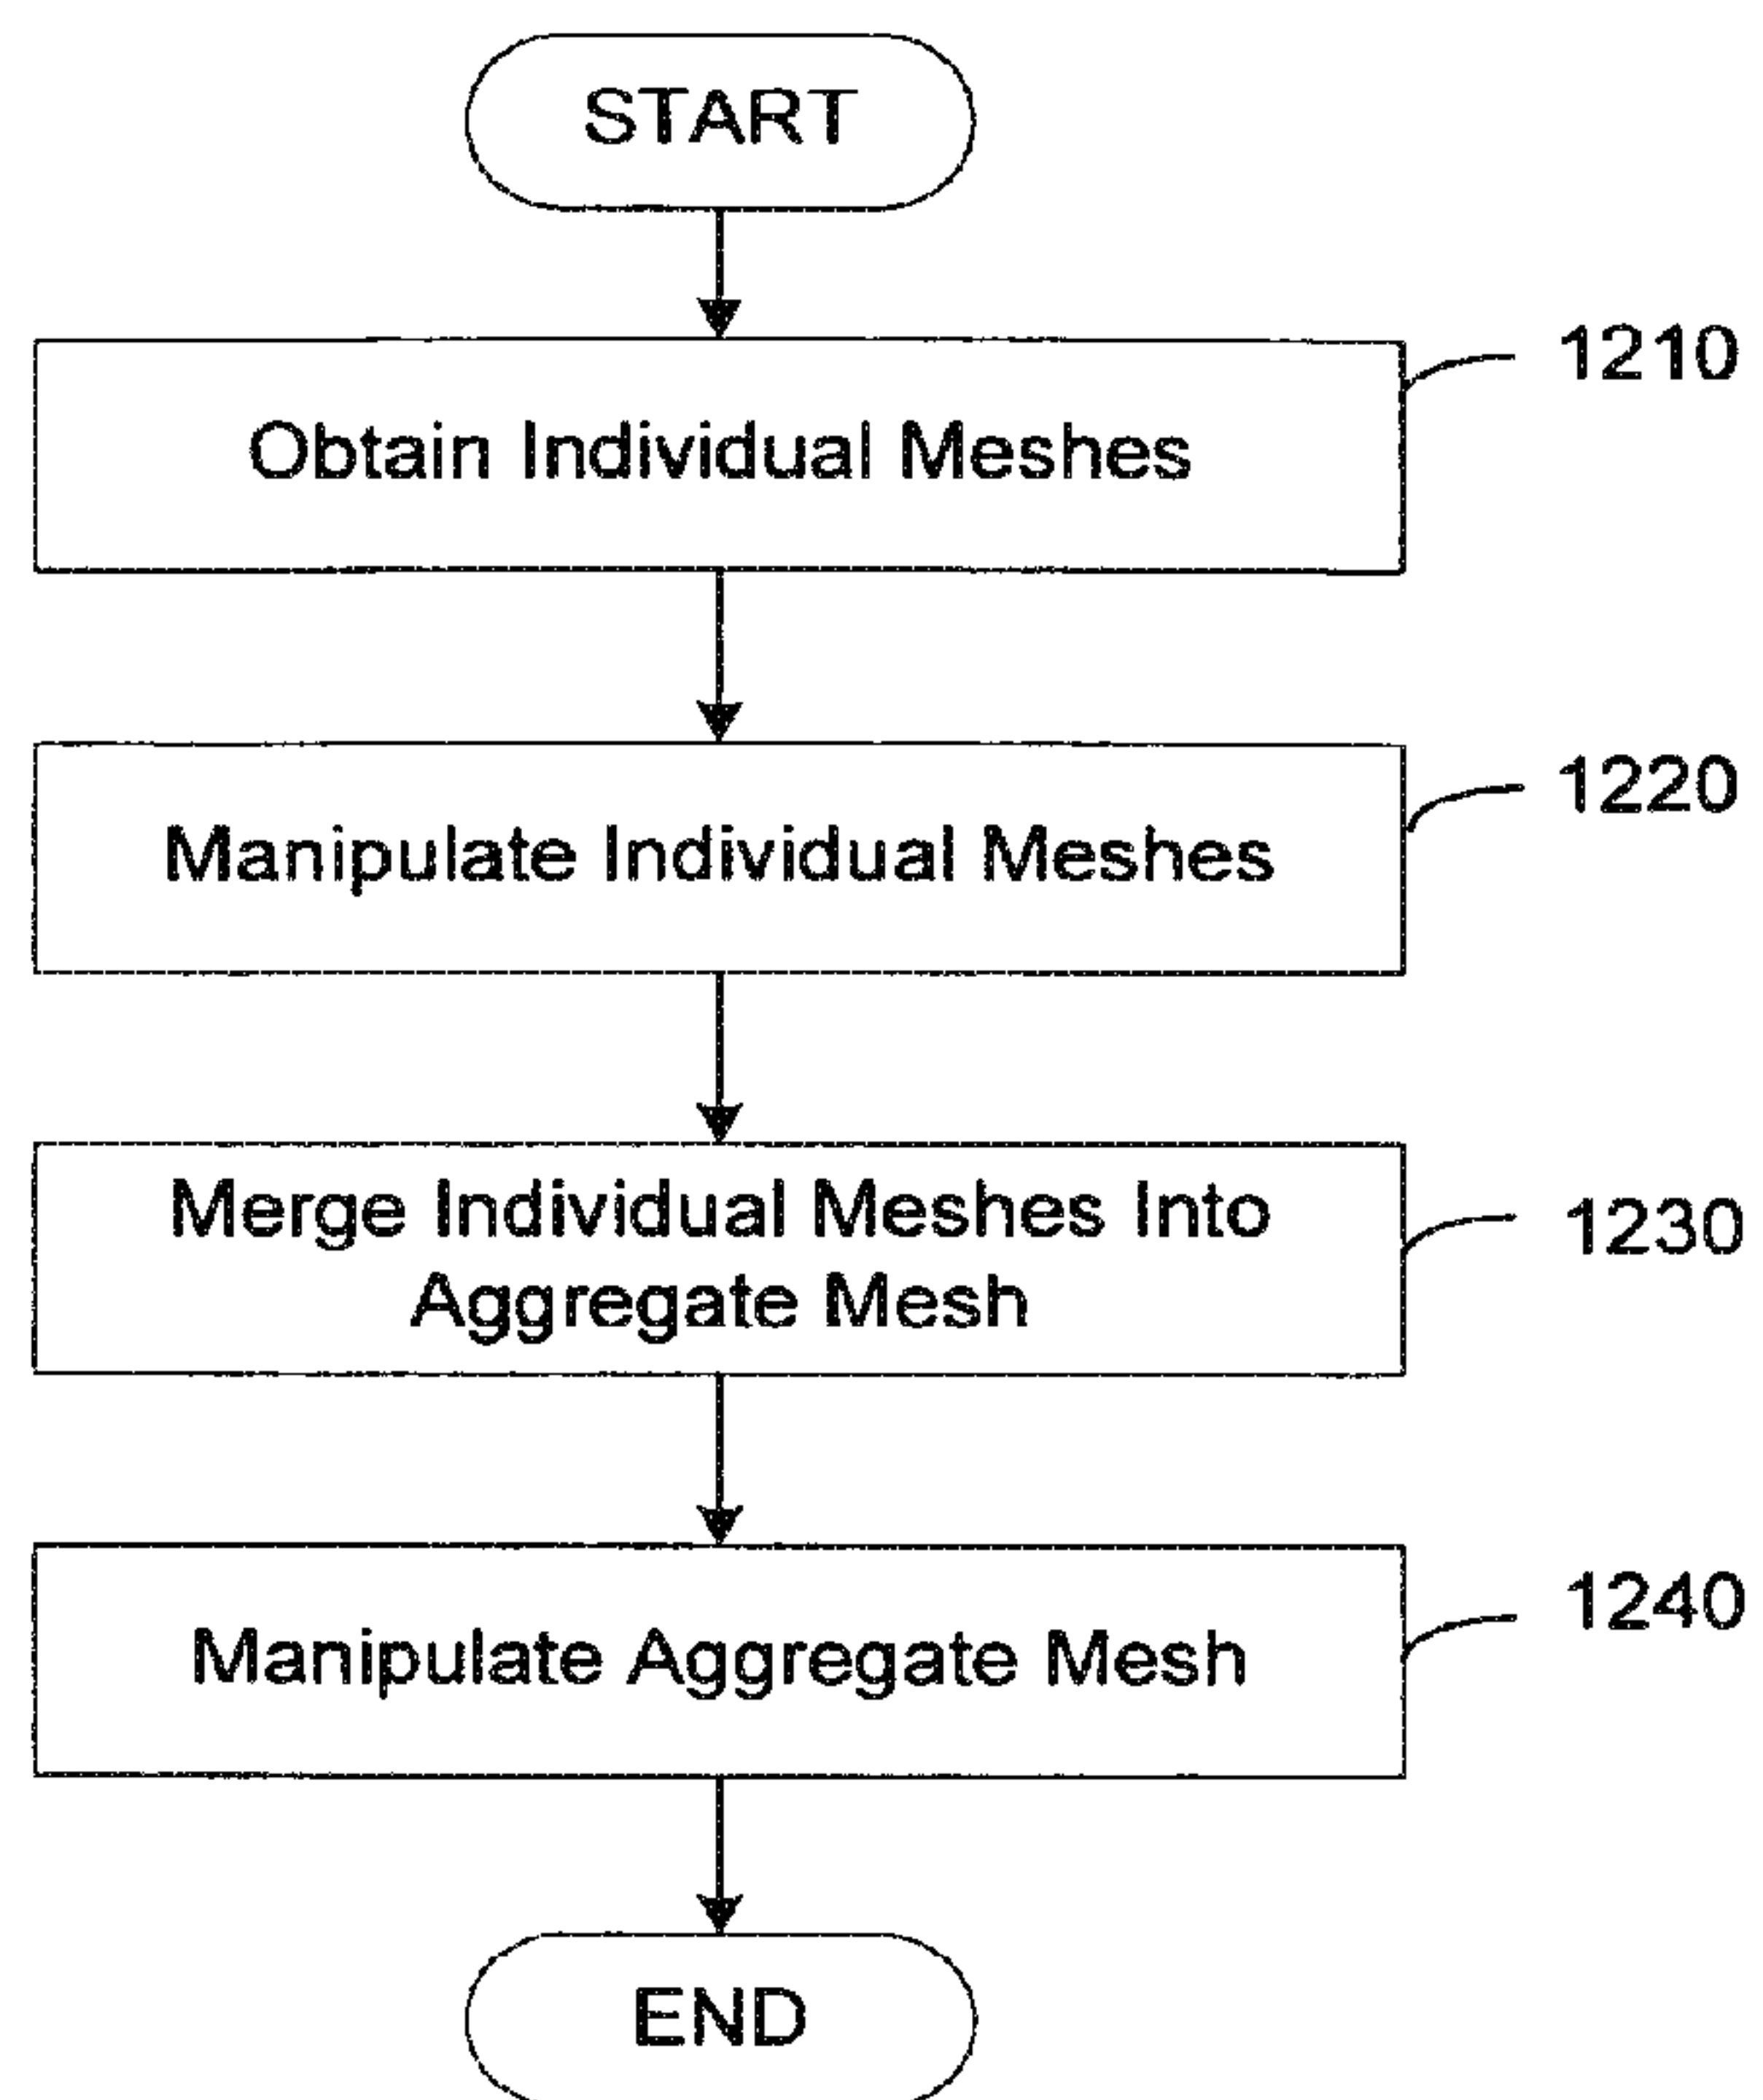 START
1210
Obtain Individual Meshes
1220
Manipulate Individual Meshes
Merge Individual Meshes Into
1230
Aggregate Mesh
1240
Manipulate Aggregate Mesh
END